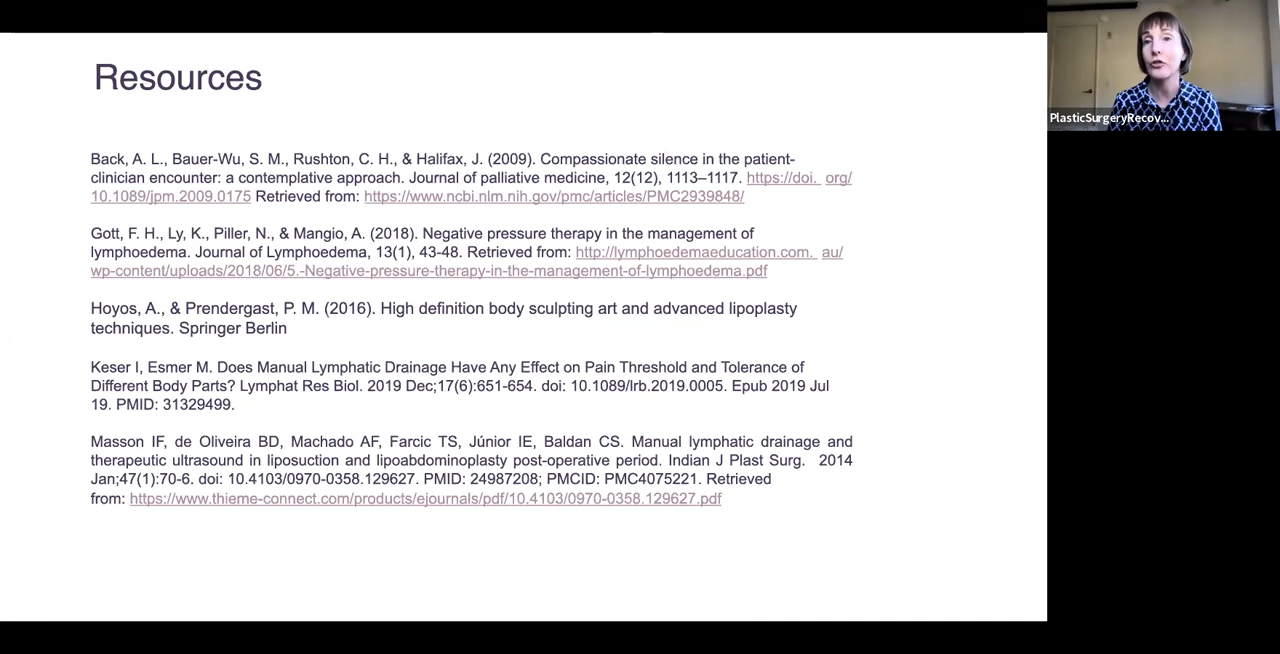 Resources
Back, A. L., Bauer-Wu, S. M., Rushton, C. H., & Halifax, J. (2009). Compassionate silence in the patient-
clinician encounter: a contemplative approach. Journal of palliative medicine, 12(12), 1113–1117. https://doi. org/
10.1089/jpm.2009.0175 Retrieved from: https://www.ncbi.nlm.nih.gov/pmc/articles/PMC2939848/
Gott, F. H., Ly, K., Piller, N., & Mangio, A. (2018). Negative pressure therapy in the management of
lymphoedema. Journal of Lymphoedema, 13(1), 43-48. Retrieved from: http://lymphoedemaeducation.com. au/
wp-content/uploads/2018/06/5.-Negative-pressure-therapy-in-the-management-of-lymphoedema.pdf
Hoyos, A., & Prendergast, P. M. (2016). High definition body sculpting art and advanced lipoplasty
techniques. Springer Berlin
Keser I, Esmer M. Does Manual Lymphatic Drainage Have Any Effect on Pain Threshold and Tolerance of
Different Body Parts? Lymphat Res Biol. 2019 Dec;17(6):651-654. doi: 10.1089/lrb.2019.0005. Epub 2019 Jul
19. PMID: 31329499.
Masson IF, de Oliveira BD, Machado AF, Farcic TS, Júnior IE, Baldan CS. Manual lymphatic drainage and
therapeutic ultrasound in liposuction and lipoabdominoplasty post-operative period. Indian J Plast Surg. 2014
Jan;47(1):70-6. doi: 10.4103/0970-0358.129627. PMID: 24987208; PMCID: PMC4075221. Retrieved
from: https://www.thieme-connect.com/products/ejournals/pdf/10.4103/0970-0358.129627.pdf
PlasticSurgeryRecov...